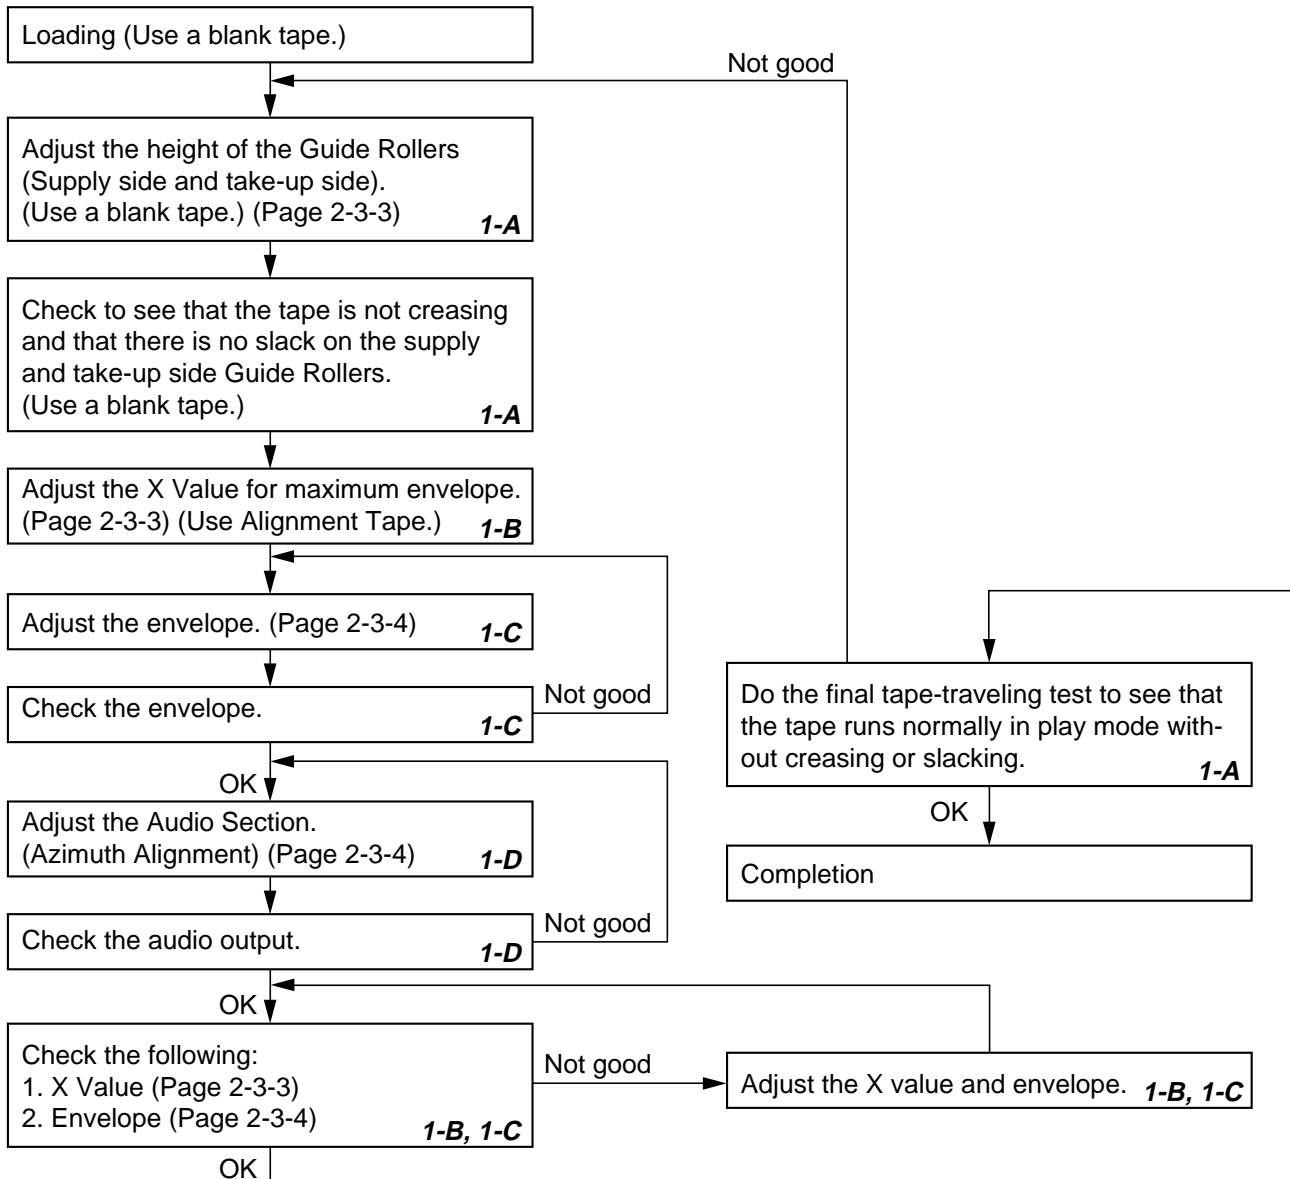 Loading (Use a blank tape.)
Not good
Adjust the height of the Guide Rollers
(Supply side and take-up side).
(Use a blank tape.) (Page 2-3-3)
1-A
Check to see that the tape is not creasing
and that there is no slack on the supply
and take-up side Guide Rollers.
(Use a blank tape.)
1-A
Adjust the X Value for maximum envelope.
(Page 2-3-3) (Use Alignment Tape.)
1-B
Adjust the envelope. (Page 2-3-4)
1-C
Check the envelope.
1-C
Not good
OK
Adjust the Audio Section.
(Azimuth Alignment) (Page 2-3-4)
1-D
Check the audio output.
1-D
Not good
OK
Check the following:
1. X Value (Page 2-3-3)
2. Envelope (Page 2-3-4)
1-B, 1-C
Not good
Adjust the X value and envelope.
1-B, 1-C
OK
Do the final tape-traveling test to see that
the tape runs normally in play mode with-
out creasing or slacking.
1-A
OK
Completion